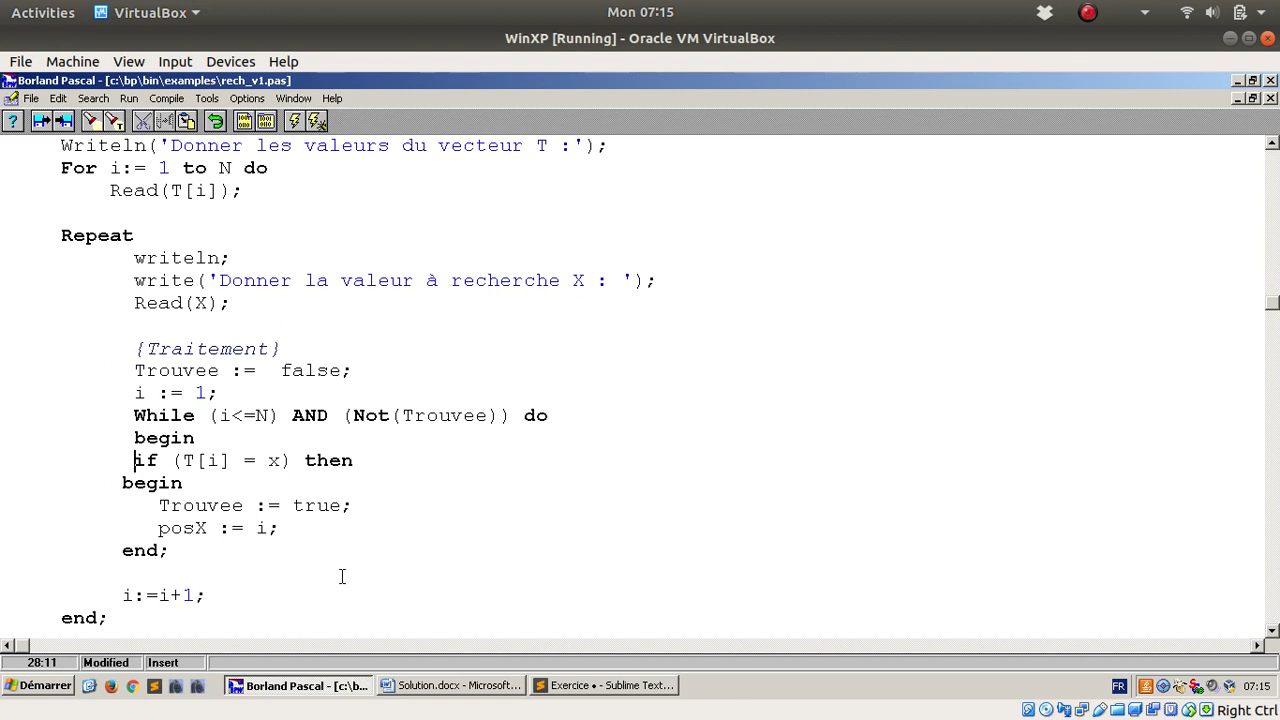 Activities VirtualBox Mon 07:15
WinXP [Running] - Oracle VM VirtualBox
File Machine View Input Devices Help
Borland Pascal - [c:\bp\bin\examples\rech_v1.pas]
File Edit Search Run Compile Tools Options Window Help
Writeln('Donner les valeurs du vecteur T :');
For i:= 1 to N do
Read(T[i]);
Repeat
writeln;
write('Donner la valeur à recherche X : ');
Read(X);
{Traitement}
Trouvee := false;
i := 1;
While (i<=N) AND (Not(Trouvee)) do
begin
if (T[i] = x) then
begin
Trouvee := true;
posX := i;
end;
i:=i+1;
end;
28:11 Modified Insert
Démarrer Borland Pascal - [c:\b... Solution.docx - Microsoft... Exercice • - Sublime Text... FR 07:15
Right Ctrl